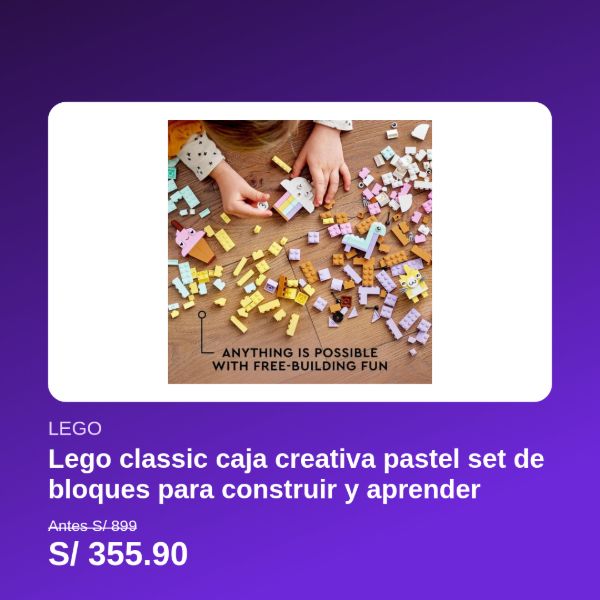 ANYTHING IS POSSIBLE
WITH FREE-BUILDING FUN
LEGO
Lego classic caja creativa pastel set de
bloques para construir y aprender
Antes S/ 899
S/ 355.90